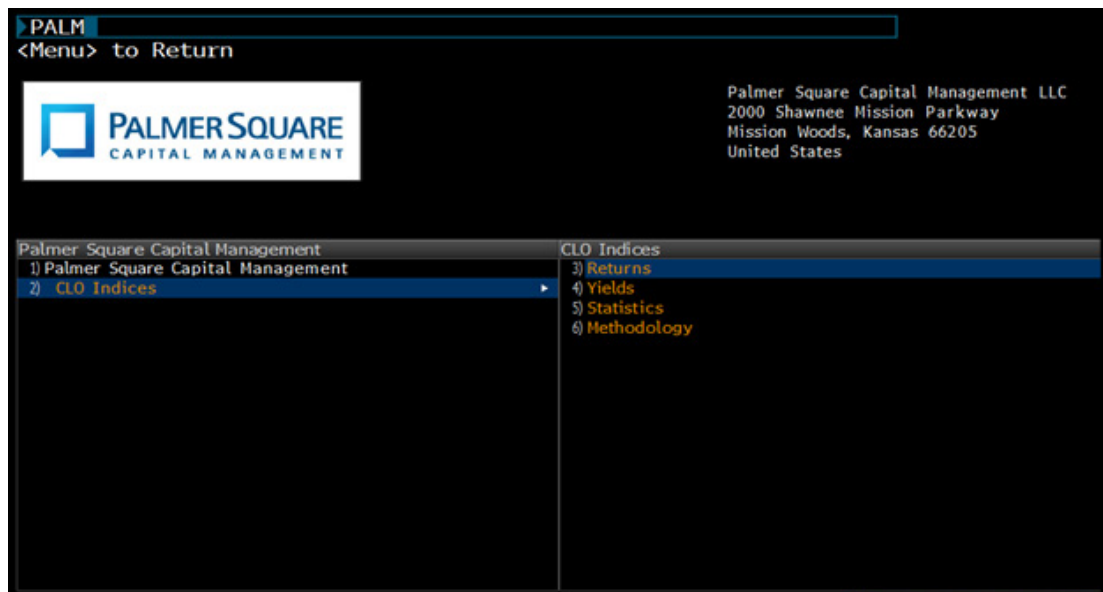 PALM
<Menu> to Return
PALMER SQUARE
CAPITAL MANAGEMENT
Palmer Square Capital Management LLC
2000 Shawnee Mission Parkway
Mission Woods, Kansas 66205
United States
Palmer Square Capital Management
1) Palmer Square Capital Management
2) CLO Indices
CLO Indices
3) Returns
4) Yields
5) Statistics
6) Methodology